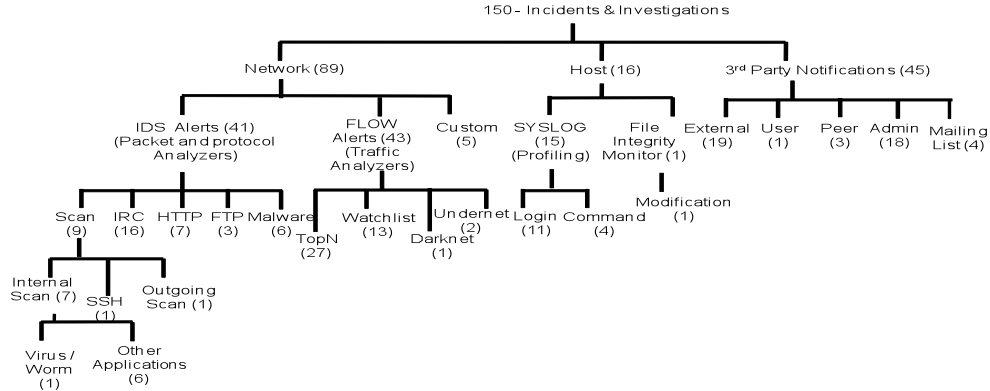 150- Incidents & Investigations
Network (89)
Host (16)
3rd Party Notifications (45)
IDS Alerts (41)
(Packet and protocol
Analyzers)
FLOW
Alerts (43)
(Traffic
Analyzers)
Custom
(5)
SYSLOG
(15)
(Profiling)
File
Integrity
Monitor (1)
External
(19)
User
(1)
Peer
(3)
Admin
(18)
Mailing
List (4)
Scan
(9)
IRC
(16)
HTTP
(7)
FTP
(3)
Malware
(6)
TopN
(27)
Watchlist
(13)
Darknet
(1)
Undernet
(2)
Login
(11)
Command
(4)
Modification
(1)
Internal
Scan (7)
SSH
(1)
Outgoing
Scan (1)
Virus /
Worm
(1)
Other
Applications
(6)